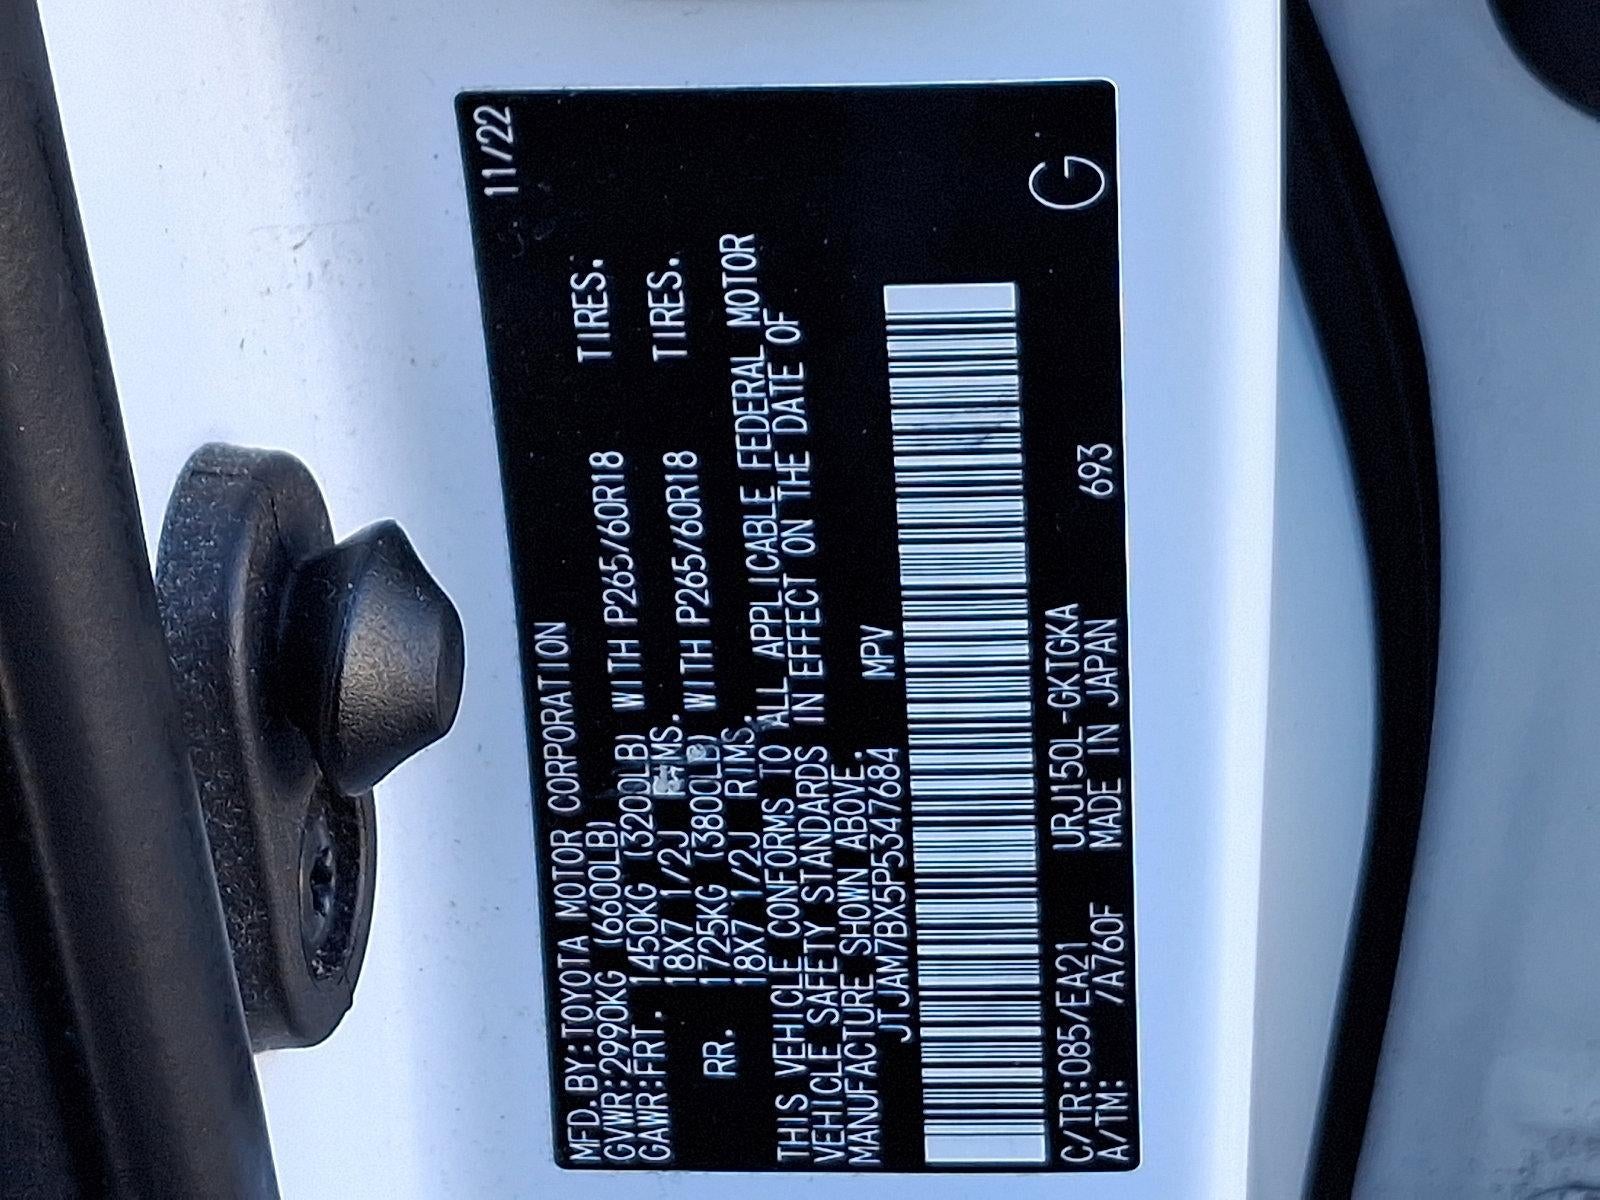 MFD.BY:TOYOTA MOTOR CORPORATION 11/22
GVWR:2990KG (6600LB)
GAWR:FRT. 1450KG (3200LB) WITH P265/60R18 TIRES.
18X7 1/2J RIMS.
RR. 1725KG (3800LB) WITH P265/60R18 TIRES.
18X7 1/2J RIMS.
THIS VEHICLE CONFORMS TO ALL APPLICABLE FEDERAL MOTOR
VEHICLE SAFETY STANDARDS IN EFFECT ON THE DATE OF
MANUFACTURE SHOWN ABOVE.
JTJAM7BX5P5347684 MPV
G
C/TR:085/EA21 URJ150L-GKTGKA
A/TM: /A760F MADE IN JAPAN 693